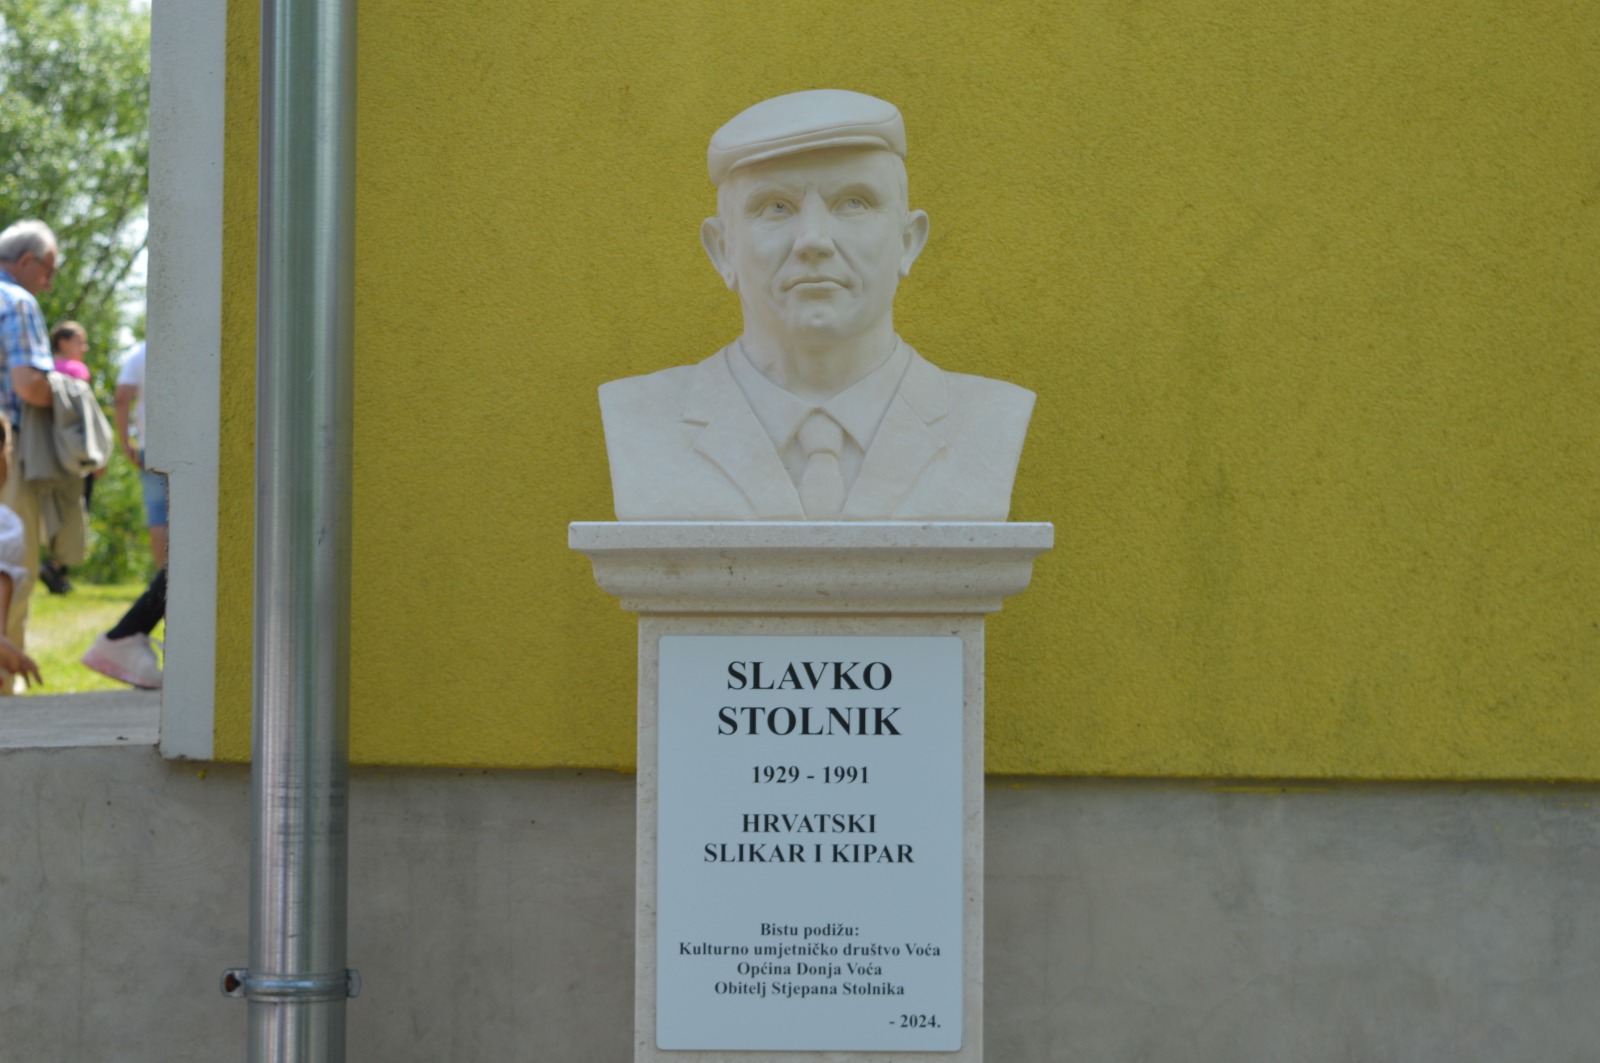 SLAVKO
STOLNIK
1929 - 1991
HRVATSKI
SLIKAR I KIPAR
Bistu podižu:
Kulturno umjetničko društvo Voća
Općina Donja Voća
Obitelj Stjepana Stolnika
- 2024.